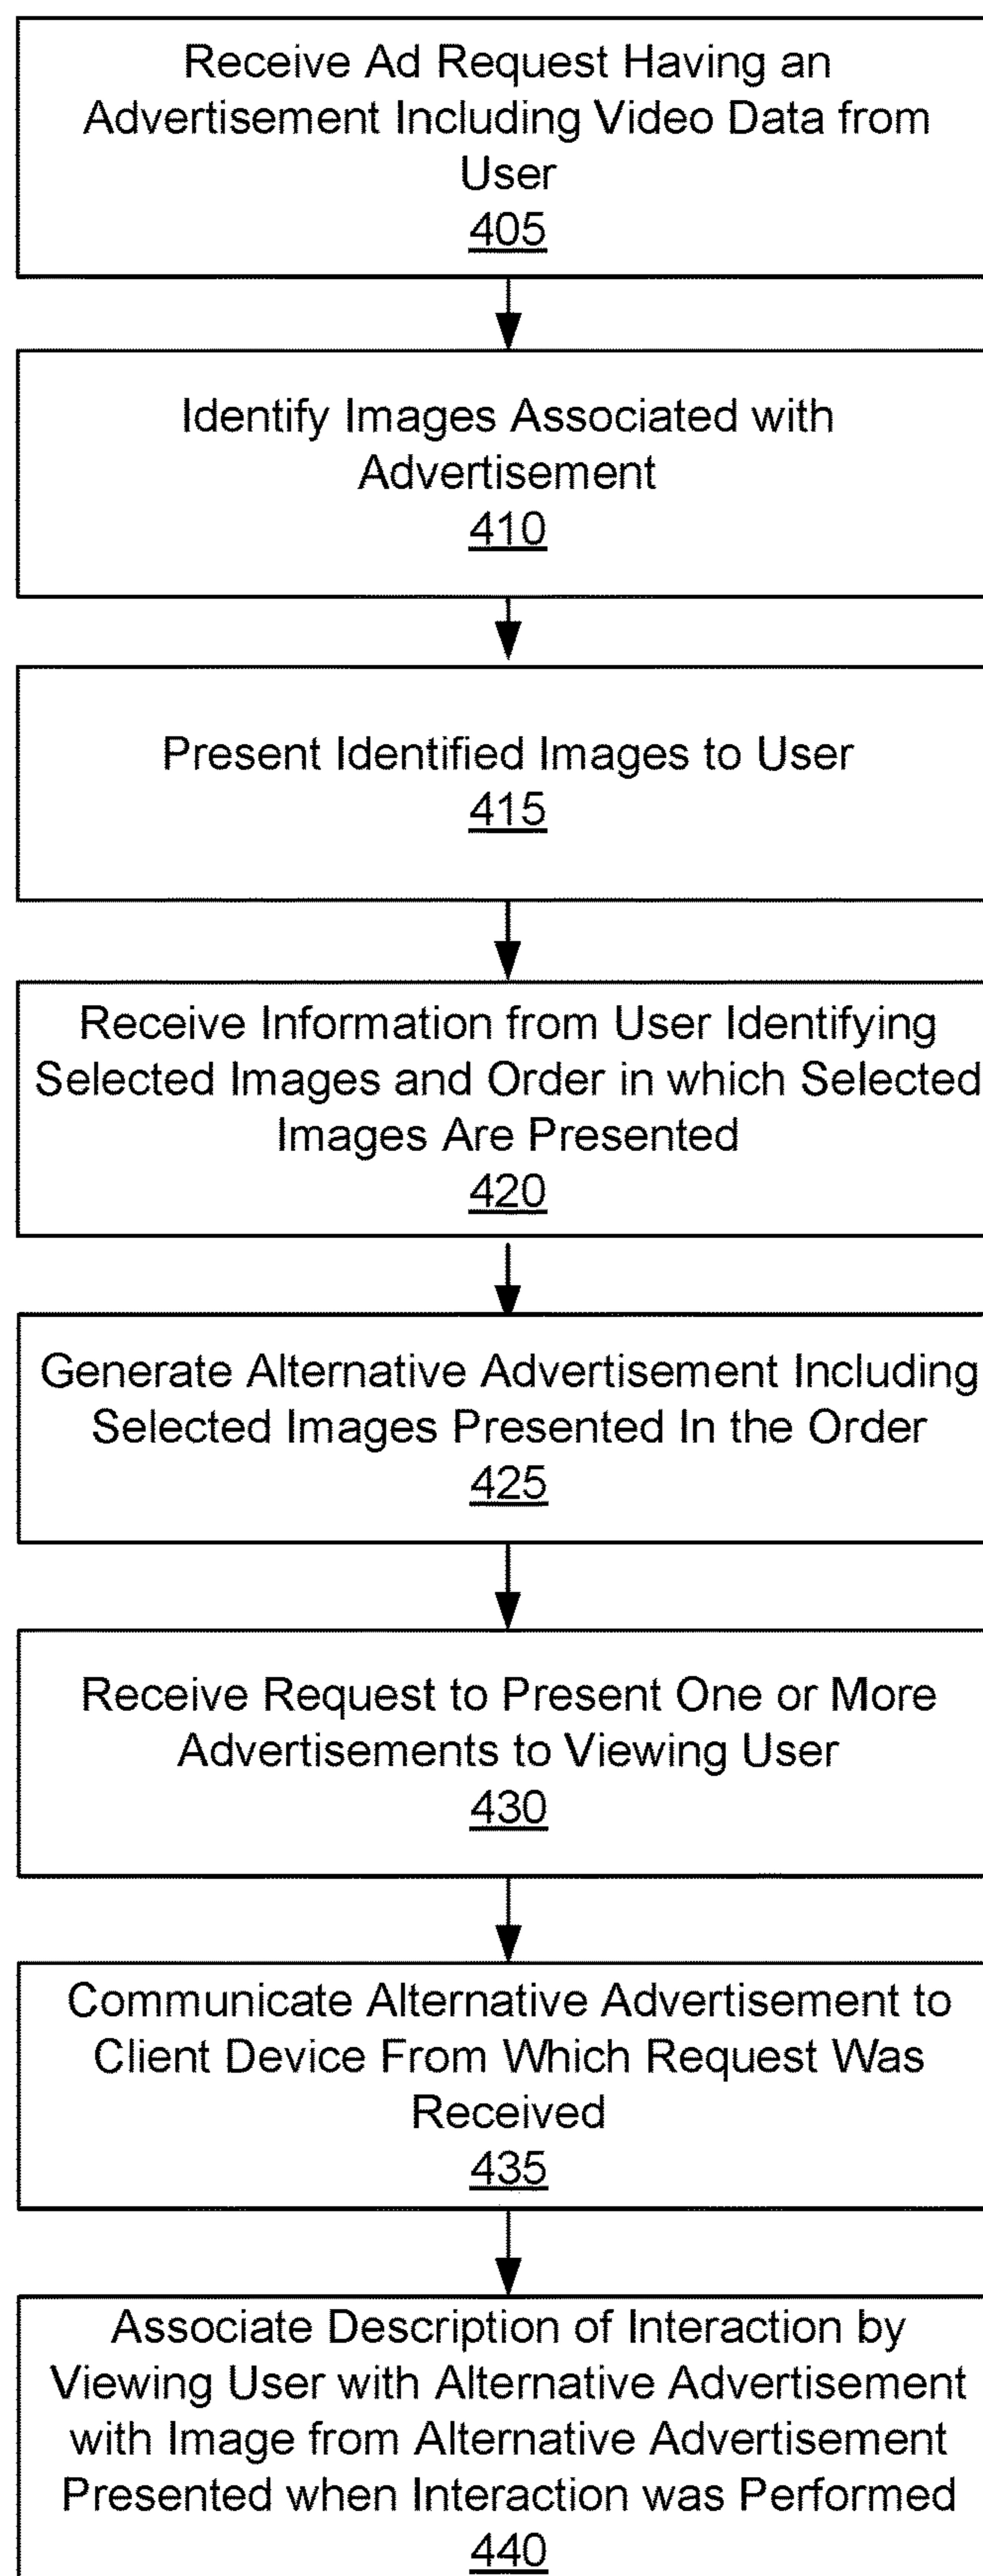 Receive Ad Request Having an
Advertisement Including Video Data from
User
405
Identify Images Associated with
Advertisement
410
Present Identified Images to User
415
Receive Information from User Identifying
Selected Images and Order in which Selected
Images Are Presented
420
Generate Alternative Advertisement Including
Selected Images Presented In the Order
425
Receive Request to Present One or More
Advertisements to Viewing User
430
Communicate Alternative Advertisement to
Client Device From Which Request Was
Received
435
Associate Description of Interaction by
Viewing User with Alternative Advertisement
with Image from Alternative Advertisement
Presented when Interaction was Performed
440